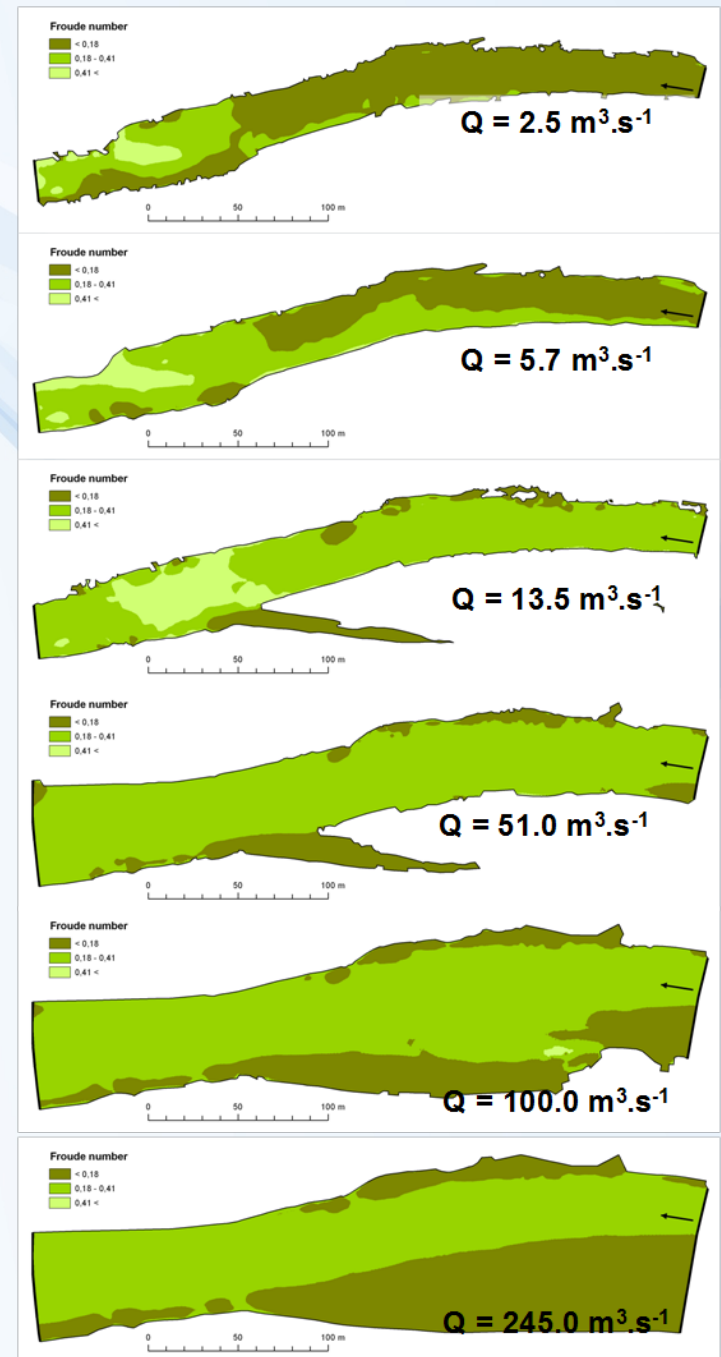 Froude number
< 0,18
0,18 - 0,41
0,41 <
Q = 2.5 m³.s⁻¹
0 50 100 m
Froude number
< 0,18
0,18 - 0,41
0,41 <
Q = 5.7 m³.s⁻¹
0 50 100 m
Froude number
< 0,18
0,18 - 0,41
0,41 <
Q = 13.5 m³.s⁻¹
0 50 100 m
Froude number
< 0,18
0,18 - 0,41
0,41 <
Q = 51.0 m³.s⁻¹
0 50 100 m
Froude number
< 0,18
0,18 - 0,41
0,41 <
Q = 100.0 m³.s⁻¹
0 50 100 m
Froude number
< 0,18
0,18 - 0,41
0,41 <
Q = 245.0 m³.s⁻¹
0 50 100 m